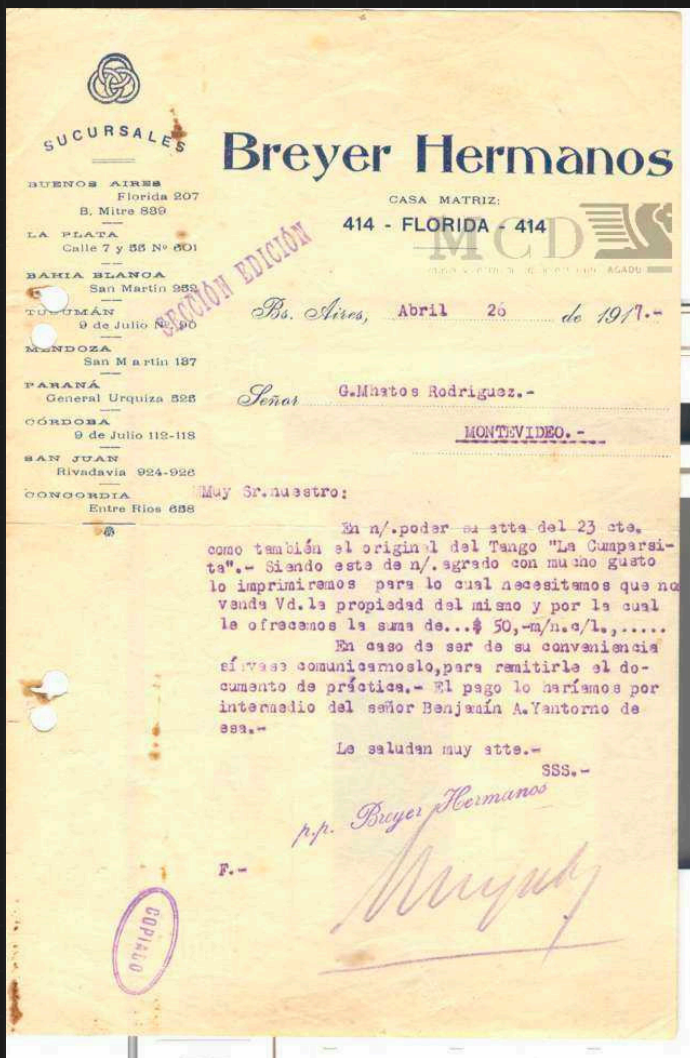 SUCURSALES
BUENOS AIRES
Florida 207
B. Mitre 839
LA PLATA
Calle 7 y 55 Nº 601
BAHIA BLANCA
San Martin 252
TUCUMÁN
9 de Julio Nº 90
MENDOZA
San Martin 137
PARANÁ
General Urquiza 528
CÓRDOBA
9 de Julio 112-118
SAN JUAN
Rivadavia 924-926
CONCORDIA
Entre Rios 658
Breyer Hermanos
CASA MATRIZ:
414 - FLORIDA - 414
MCD
AGADU
SECCIÓN EDICIÓN
Bs. Aires, Abril 26 de 1917.-
Señor G.Mhatos Rodriguez.-
MONTEVIDEO.-
Muy Sr.nuestro:
En n/.poder su atta del 23 cte.
como también el original del Tango "La Cumparsi-
ta".- Siendo este de n/. agrado con mucho gusto
lo imprimiremos para lo cual necesitamos que nos
venda Vd.la propiedad del mismo y por la cual
le ofrecemos la suma de...$ 50,-m/n.c/l.,.....
En caso de ser de su conveniencia
sírvase comunicarnoslo,para remitirle el do-
cumento de práctica.- El pago lo haríamos por
intermedio del señor Benjamín A.Yantorno de
esa.-
Le saludan muy atte.-
SSS.-
p.p. Breyer Hermanos
F.-
COPIADO